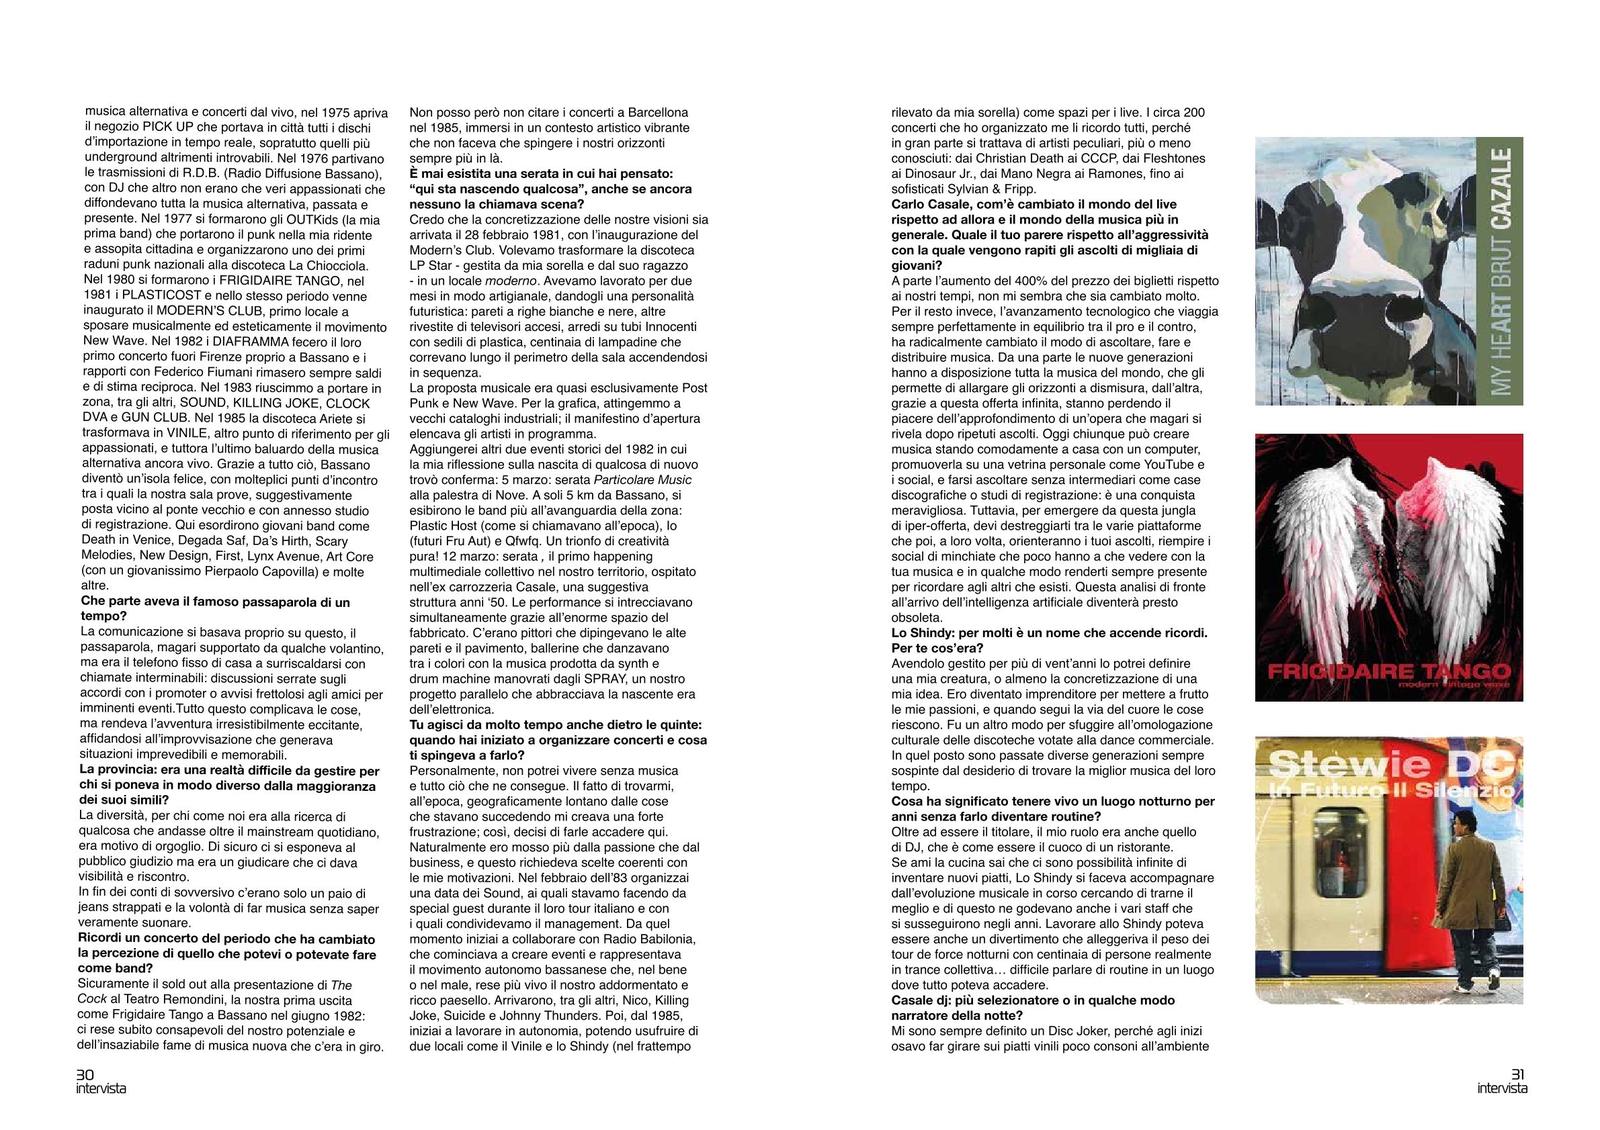 musica alternativa e concerti dal vivo, nel 1975 apriva
il negozio PICK UP che portava in città tutti i dischi
d'importazione in tempo reale, sopratutto quelli più
underground altrimenti introvabili. Nel 1976 partivano
le trasmissioni di R.D.B. (Radio Diffusione Bassano),
con DJ che altro non erano che veri appassionati che
diffondevano tutta la musica alternativa, passata e
presente. Nel 1977 si formarono gli OUTKids (la mia
prima band) che portarono il punk nella mia ridente
e assopita cittadina e organizzarono uno dei primi
raduni punk nazionali alla discoteca La Chiocciola.
Nel 1980 si formarono i FRIGIDAIRE TANGO, nel
1981 i PLASTICOST e nello stesso periodo venne
inaugurato il MODERN'S CLUB, primo locale a
sposare musicalmente ed esteticamente il movimento
New Wave. Nel 1982 i DIAFRAMMA fecero il loro
primo concerto fuori Firenze proprio a Bassano e i
rapporti con Federico Fiumani rimasero sempre saldi
e di stima reciproca. Nel 1983 riuscimmo a portare in
zona, tra gli altri, SOUND, KILLING JOKE, CLOCK
DVA e GUN CLUB. Nel 1985 la discoteca Ariete si
trasformava in VINILE, altro punto di riferimento per gli
appassionati, e tuttora l'ultimo baluardo della musica
alternativa ancora vivo. Grazie a tutto ciò, Bassano
diventò un'isola felice, con molteplici punti d'incontro
tra i quali la nostra sala prove, suggestivamente
posta vicino al ponte vecchio e con annesso studio
di registrazione. Qui esordirono giovani band come
Death in Venice, Degada Saf, Da's Hirth, Scary
Melodies, New Design, First, Lynx Avenue, Art Core
(con un giovanissimo Pierpaolo Capovilla) e molte
altre.
Che parte aveva il famoso passaparola di un
tempo?
La comunicazione si basava proprio su questo, il
passaparola, magari supportato da qualche volantino,
ma era il telefono fisso di casa a surriscaldarsi con
chiamate interminabili: discussioni serrate sugli
accordi con i promoter o avvisi frettolosi agli amici per
imminenti eventi.Tutto questo complicava le cose,
ma rendeva l'avventura irresistibilmente eccitante,
affidandosi all'improvvisazione che generava
situazioni imprevedibili e memorabili.
La provincia: era una realtà difficile da gestire per
chi si poneva in modo diverso dalla maggioranza
dei suoi simili?
La diversità, per chi come noi era alla ricerca di
qualcosa che andasse oltre il mainstream quotidiano,
era motivo di orgoglio. Di sicuro ci si esponeva al
pubblico giudizio ma era un giudicare che ci dava
visibilità e riscontro.
In fin dei conti di sovversivo c'erano solo un paio di
jeans strappati e la volontà di far musica senza saper
veramente suonare.
Ricordi un concerto del periodo che ha cambiato
la percezione di quello che potevi o potevate fare
come band?
Sicuramente il sold out alla presentazione di The
Cock al Teatro Remondini, la nostra prima uscita
come Frigidaire Tango a Bassano nel giugno 1982:
ci rese subito consapevoli del nostro potenziale e
dell'insaziabile fame di musica nuova che c'era in giro.
Non posso però non citare i concerti a Barcellona
nel 1985, immersi in un contesto artistico vibrante
che non faceva che spingere i nostri orizzonti
sempre più in là.
È mai esistita una serata in cui hai pensato:
“qui sta nascendo qualcosa”, anche se ancora
nessuno la chiamava scena?
Credo che la concretizzazione delle nostre visioni sia
arrivata il 28 febbraio 1981, con l'inaugurazione del
Modern's Club. Volevamo trasformare la discoteca
LP Star - gestita da mia sorella e dal suo ragazzo
- in un locale moderno. Avevamo lavorato per due
mesi in modo artigianale, dandogli una personalità
futuristica: pareti a righe bianche e nere, altre
rivestite di televisori accesi, arredi su tubi Innocenti
con sedili di plastica, centinaia di lampadine che
correvano lungo il perimetro della sala accendendosi
in sequenza.
La proposta musicale era quasi esclusivamente Post
Punk e New Wave. Per la grafica, attingemmo a
vecchi cataloghi industriali; il manifestino d'apertura
elencava gli artisti in programma.
Aggiungerei altri due eventi storici del 1982 in cui
la mia riflessione sulla nascita di qualcosa di nuovo
trovò conferma: 5 marzo: serata Particolare Music
alla palestra di Nove. A soli 5 km da Bassano, si
esibirono le band più all'avanguardia della zona:
Plastic Host (come si chiamavano all'epoca), Io
(futuri Fru Aut) e Qfwfq. Un trionfo di creatività
pura! 12 marzo: serata , il primo happening
multimediale collettivo nel nostro territorio, ospitato
nell'ex carrozzeria Casale, una suggestiva
struttura anni ‘50. Le performance si intrecciavano
simultaneamente grazie all'enorme spazio del
fabbricato. C'erano pittori che dipingevano le alte
pareti e il pavimento, ballerine che danzavano
tra i colori con la musica prodotta da synth e
drum machine manovrati dagli SPRAY, un nostro
progetto parallelo che abbracciava la nascente era
dell'elettronica.
Tu agisci da molto tempo anche dietro le quinte:
quando hai iniziato a organizzare concerti e cosa
ti spingeva a farlo?
Personalmente, non potrei vivere senza musica
e tutto ciò che ne consegue. Il fatto di trovarmi,
all'epoca, geograficamente lontano dalle cose
che stavano succedendo mi creava una forte
frustrazione; così, decisi di farle accadere qui.
Naturalmente ero mosso più dalla passione che dal
business, e questo richiedeva scelte coerenti con
le mie motivazioni. Nel febbraio dell'83 organizzai
una data dei Sound, ai quali stavamo facendo da
special guest durante il loro tour italiano e con
i quali condividevamo il management. Da quel
momento iniziai a collaborare con Radio Babilonia,
che cominciava a creare eventi e rappresentava
il movimento autonomo bassanese che, nel bene
o nel male, rese più vivo il nostro addormentato e
ricco paesello. Arrivarono, tra gli altri, Nico, Killing
Joke, Suicide e Johnny Thunders. Poi, dal 1985,
iniziai a lavorare in autonomia, potendo usufruire di
due locali come il Vinile e lo Shindy (nel frattempo
30
intervista
rilevato da mia sorella) come spazi per i live. I circa 200
concerti che ho organizzato me li ricordo tutti, perché
in gran parte si trattava di artisti peculiari, più o meno
conosciuti: dai Christian Death ai CCCP, dai Fleshtones
ai Dinosaur Jr., dai Mano Negra ai Ramones, fino ai
sofisticati Sylvian & Fripp.
Carlo Casale, com'è cambiato il mondo del live
rispetto ad allora e il mondo della musica più in
generale. Quale il tuo parere rispetto all'aggressività
con la quale vengono rapiti gli ascolti di migliaia di
giovani?
A parte l'aumento del 400% del prezzo dei biglietti rispetto
ai nostri tempi, non mi sembra che sia cambiato molto.
Per il resto invece, l'avanzamento tecnologico che viaggia
sempre perfettamente in equilibrio tra il pro e il contro,
ha radicalmente cambiato il modo di ascoltare, fare e
distribuire musica. Da una parte le nuove generazioni
hanno a disposizione tutta la musica del mondo, che gli
permette di allargare gli orizzonti a dismisura, dall'altra,
grazie a questa offerta infinita, stanno perdendo il
piacere dell'approfondimento di un'opera che magari si
rivela dopo ripetuti ascolti. Oggi chiunque può creare
musica stando comodamente a casa con un computer,
promuoverla su una vetrina personale come YouTube e
i social, e farsi ascoltare senza intermediari come case
discografiche o studi di registrazione: è una conquista
meravigliosa. Tuttavia, per emergere da questa jungla
di iper-offerta, devi destreggiarti tra le varie piattaforme
che poi, a loro volta, orienteranno i tuoi ascolti, riempire i
social di minchiate che poco hanno a che vedere con la
tua musica e in qualche modo renderti sempre presente
per ricordare agli altri che esisti. Questa analisi di fronte
all'arrivo dell'intelligenza artificiale diventerà presto
obsoleta.
Lo Shindy: per molti è un nome che accende ricordi.
Per te cos'era?
Avendolo gestito per più di vent'anni lo potrei definire
una mia creatura, o almeno la concretizzazione di una
mia idea. Ero diventato imprenditore per mettere a frutto
le mie passioni, e quando segui la via del cuore le cose
riescono. Fu un altro modo per sfuggire all'omologazione
culturale delle discoteche votate alla dance commerciale.
In quel posto sono passate diverse generazioni sempre
sospinte dal desiderio di trovare la miglior musica del loro
tempo.
Cosa ha significato tenere vivo un luogo notturno per
anni senza farlo diventare routine?
Oltre ad essere il titolare, il mio ruolo era anche quello
di DJ, che è come essere il cuoco di un ristorante.
Se ami la cucina sai che ci sono possibilità infinite di
inventare nuovi piatti, Lo Shindy si faceva accompagnare
dall'evoluzione musicale in corso cercando di trarne il
meglio e di questo ne godevano anche i vari staff che
si susseguirono negli anni. Lavorare allo Shindy poteva
essere anche un divertimento che alleggeriva il peso dei
tour de force notturni con centinaia di persone realmente
in trance collettiva… difficile parlare di routine in un luogo
dove tutto poteva accadere.
Casale dj: più selezionatore o in qualche modo
narratore della notte?
Mi sono sempre definito un Disc Joker, perché agli inizi
osavo far girare sui piatti vinili poco consoni all'ambiente
MY HEART BRUT CAZALE
FRIGIDAIRE TANGO
modern vintage wave
Stewie DC
In Futuro Il Silenzio
31
intervista